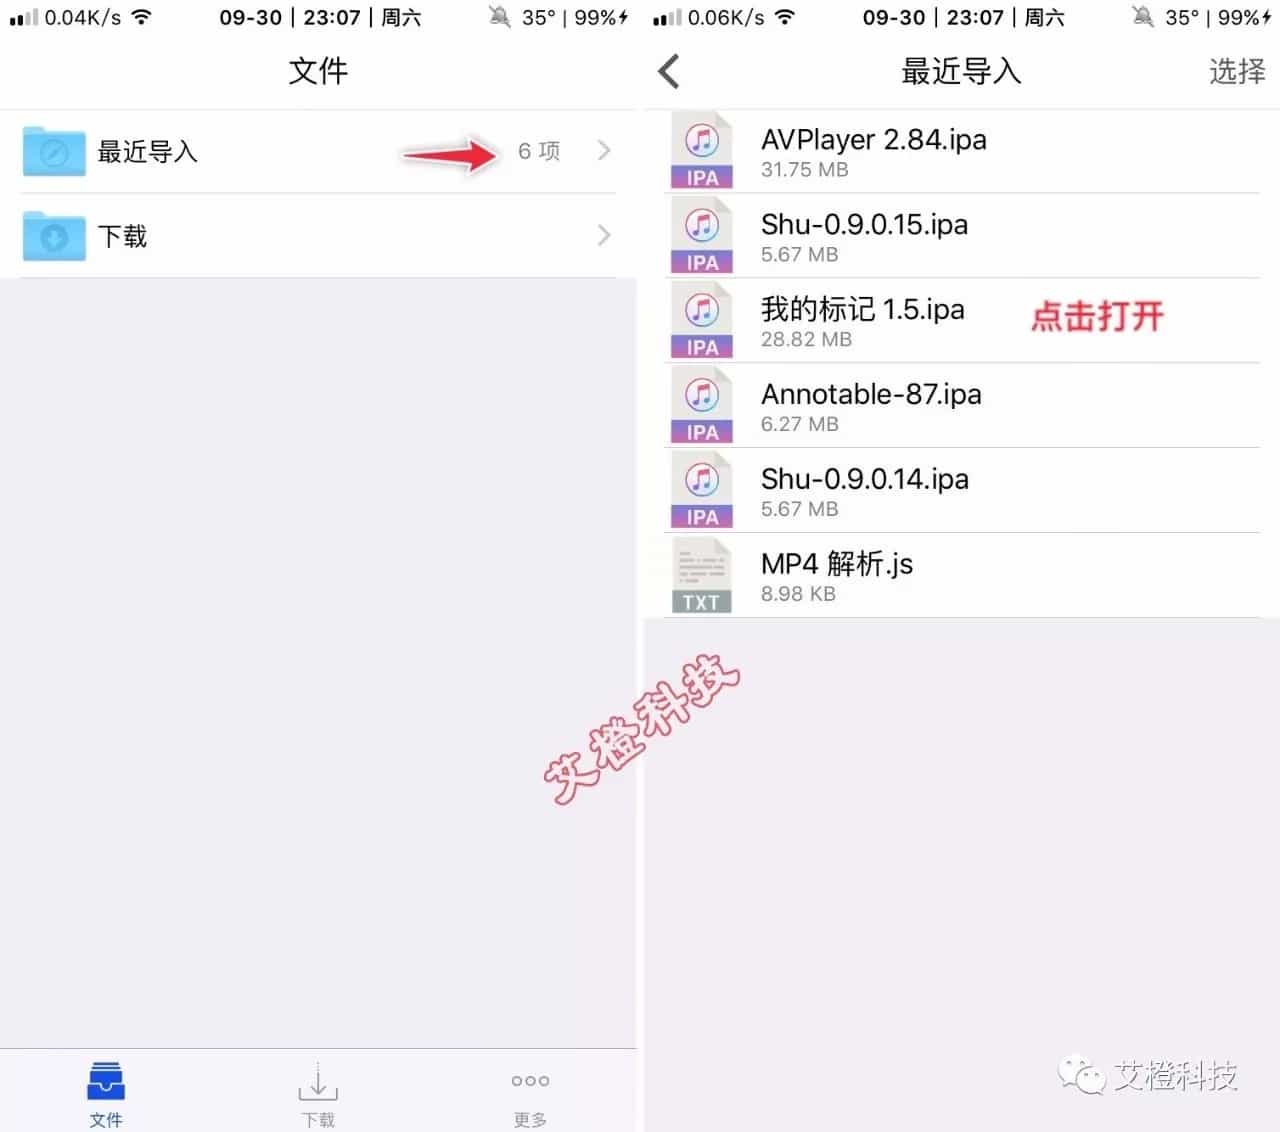 0.04K/s 09-30 | 23:07 | 周六 35° | 99%
文件
最近导入 6 项
下载
文件 下载 更多
0.06K/s 09-30 | 23:07 | 周六 35° | 99%
最近导入 选择
IPA AVPlayer 2.84.ipa
31.75 MB
IPA Shu-0.9.0.15.ipa
5.67 MB
IPA 我的标记 1.5.ipa 点击打开
28.82 MB
IPA Annotable-87.ipa
6.27 MB
IPA Shu-0.9.0.14.ipa
5.67 MB
TXT MP4 解析.js
8.98 KB
艾橙科技
艾橙科技